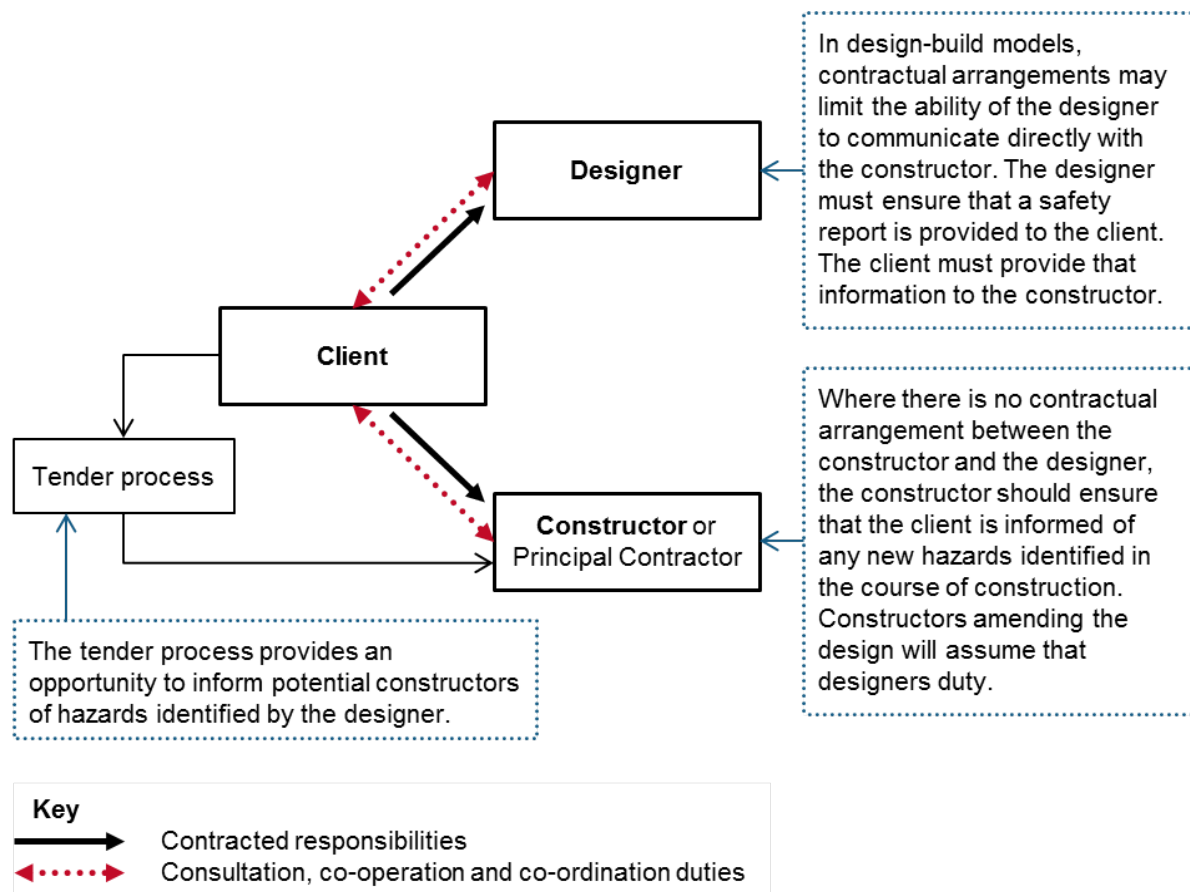 In design-build models,
contractual arrangements may
limit the ability of the designer
to communicate directly with
the constructor. The designer
must ensure that a safety
report is provided to the client.
The client must provide that
information to the constructor.
Designer
Client
Tender process
Constructor or
Principal Contractor
Where there is no contractual
arrangement between the
constructor and the designer,
the constructor should ensure
that the client is informed of
any new hazards identified in
the course of construction.
Constructors amending the
design will assume that
designers duty.
The tender process provides an
opportunity to inform potential constructors
of hazards identified by the designer.
Key
Contracted responsibilities
Consultation, co-operation and co-ordination duties